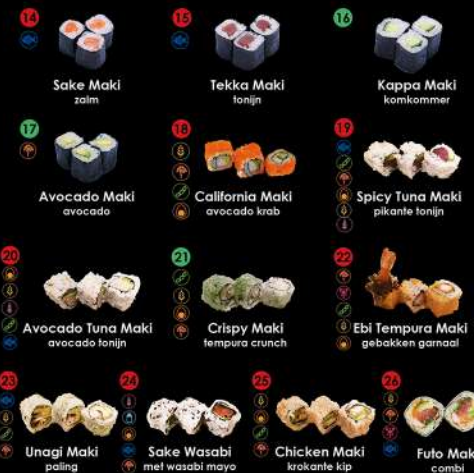 14
15
16
Sake Maki
zalm
Tekka Maki
tonijn
Kappa Maki
komkommer
17
18
19
Avocado Maki
avocado
California Maki
avocado krab
Spicy Tuna Maki
pikante tonijn
20
21
22
Avocado Tuna Maki
avocado tonijn
Crispy Maki
tempura crunch
Ebi Tempura Maki
gebakken garnaal
23
24
25
26
Unagi Maki
paling
Sake Wasabi
met wasabi mayo
Chicken Maki
krokante kip
Futo Mak
combi